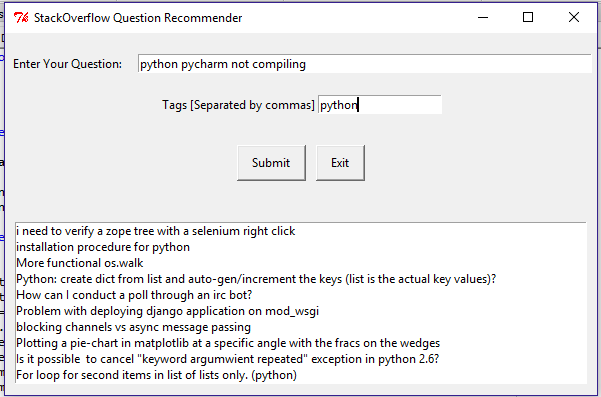 StackOverflow Question Recommender
Enter Your Question: python pycharm not compiling
Tags [Separated by commas] python
Submit Exit
i need to verify a zope tree with a selenium right click
installation procedure for python
More functional os.walk
Python: create dict from list and auto-gen/increment the keys (list is the actual key values)?
How can I conduct a poll through an irc bot?
Problem with deploying django application on mod_wsgi
blocking channels vs async message passing
Plotting a pie-chart in matplotlib at a specific angle with the fracs on the wedges
Is it possible  to cancel "keyword argumwient repeated" exception in python 2.6?
For loop for second items in list of lists only. (python)